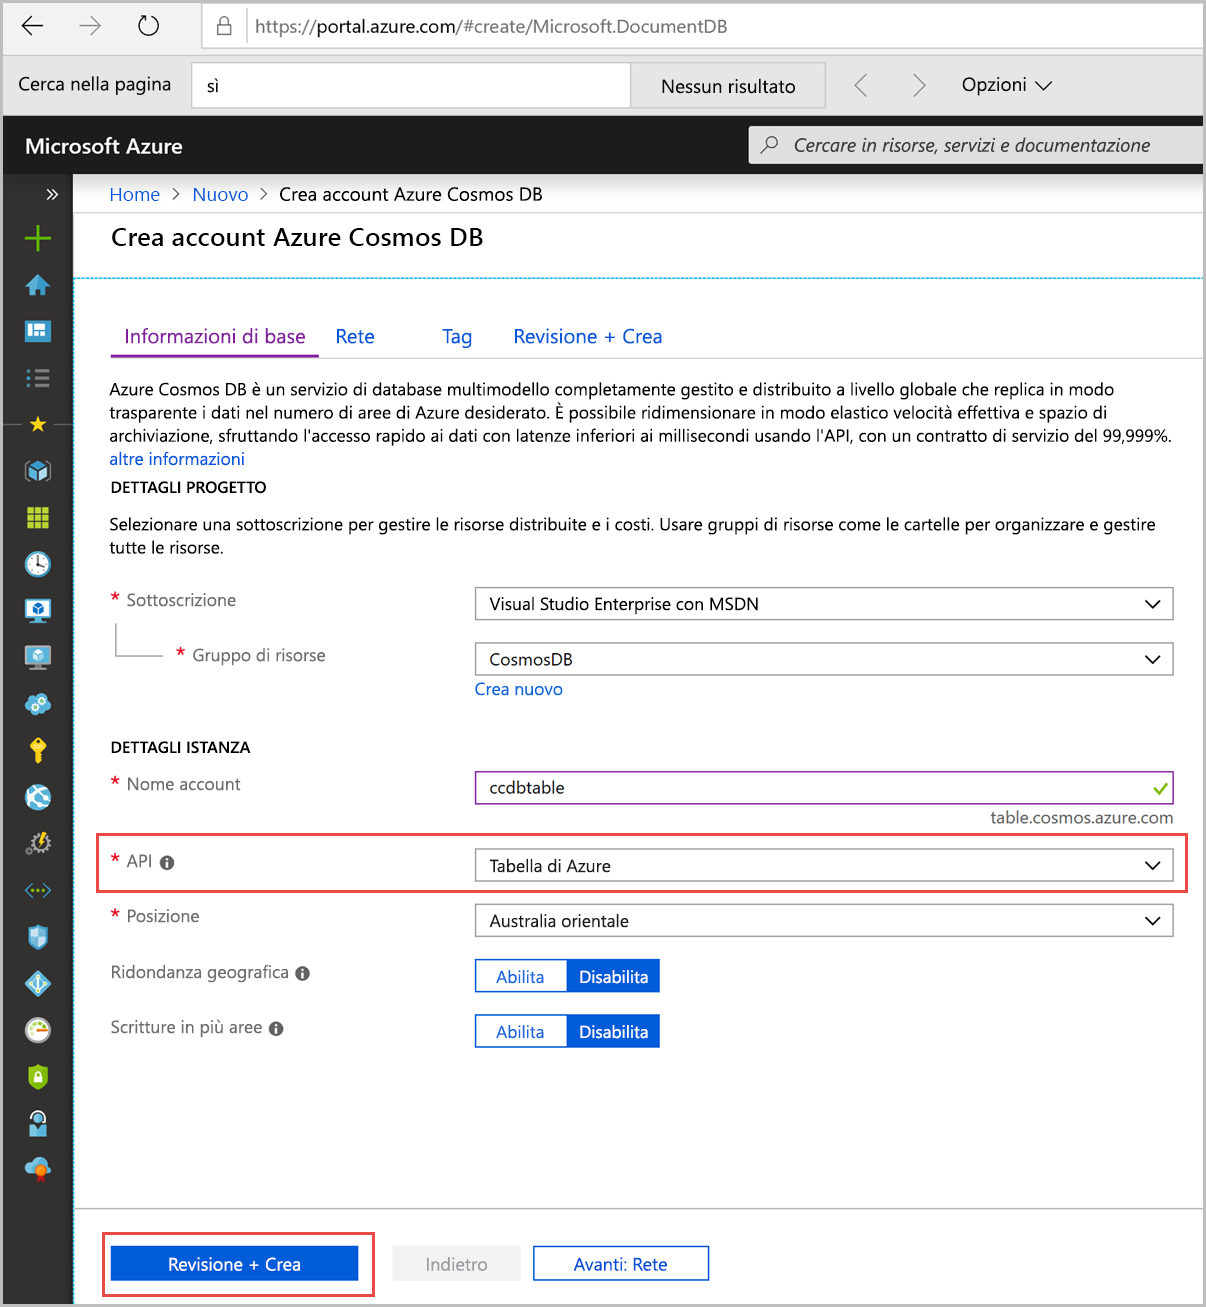 https://portal.azure.com/#create/Microsoft.DocumentDB
Cerca nella pagina
sì
Nessun risultato
Opzioni
Microsoft Azure
Cercare in risorse, servizi e documentazione
Home > Nuovo > Crea account Azure Cosmos DB
Crea account Azure Cosmos DB
Informazioni di base
Rete
Tag
Revisione + Crea
Azure Cosmos DB è un servizio di database multimodello completamente gestito e distribuito a livello globale che replica in modo
trasparente i dati nel numero di aree di Azure desiderato. È possibile ridimensionare in modo elastico velocità effettiva e spazio di
archiviazione, sfruttando l'accesso rapido ai dati con latenze inferiori ai millisecondi usando l'API, con un contratto di servizio del 99,999%.
altre informazioni
DETTAGLI PROGETTO
Selezionare una sottoscrizione per gestire le risorse distribuite e i costi. Usare gruppi di risorse come le cartelle per organizzare e gestire
tutte le risorse.
* Sottoscrizione
Visual Studio Enterprise con MSDN
* Gruppo di risorse
CosmosDB
Crea nuovo
DETTAGLI ISTANZA
* Nome account
ccdbtable
table.cosmos.azure.com
* API
Tabella di Azure
* Posizione
Australia orientale
Ridondanza geografica
Abilita
Disabilita
Scritture in più aree
Abilita
Disabilita
Revisione + Crea
Indietro
Avanti: Rete